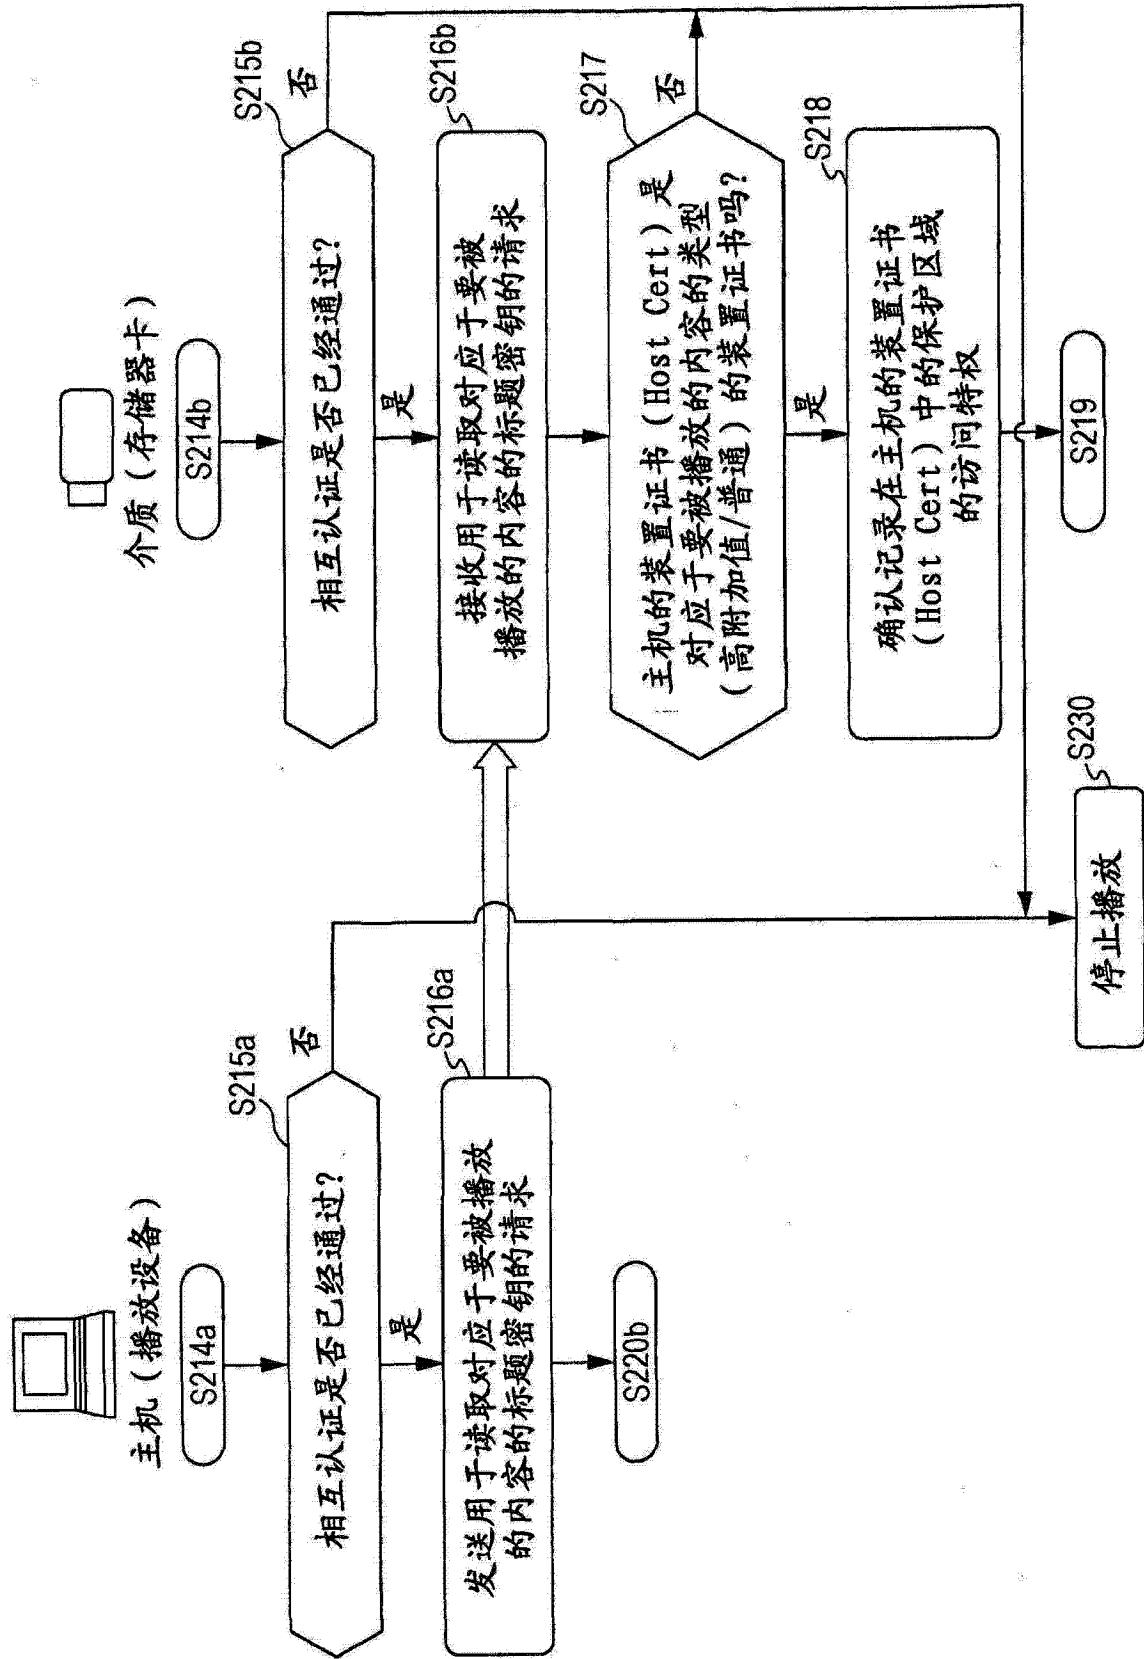 主机（播放设备）
S214a
S215a
相互认证是否已经通过？
否
是
S216a
发送用于读取对应于要被播放
的内容的标题密钥的请求
S220b
介质（存储器卡）
S214b
S215b
相互认证是否已经通过？
否
是
S216b
接收用于读取对应于要被
播放的内容的标题密钥的请求
S217
主机的装置证书（Host Cert）是
对应于要被播放的内容的类型
（高附加值/普通）的装置证书吗？
否
是
S218
确认记录在主机的装置证书
（Host Cert）中的保护区域
的访问特权
S219
S230
停止播放